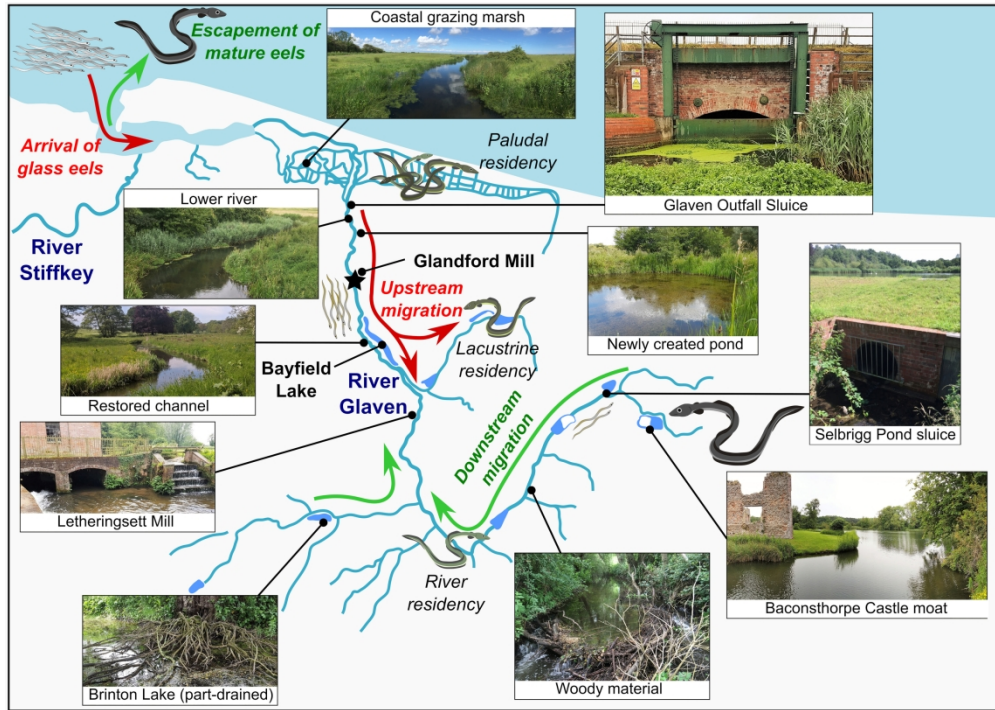 Coastal grazing marsh
Escapement of
mature eels
Arrival of
glass eels
Paludal
residency
Glaven Outfall Sluice
Lower river
River
Stiffkey
Glandford Mill
Upstream
migration
Newly created pond
Lacustrine
residency
Restored channel
Bayfield
Lake
River
Glaven
Selbrigg Pond sluice
Downstream
migration
Letheringsett Mill
River
residency
Baconsthorpe Castle moat
Brinton Lake (part-drained)
Woody material